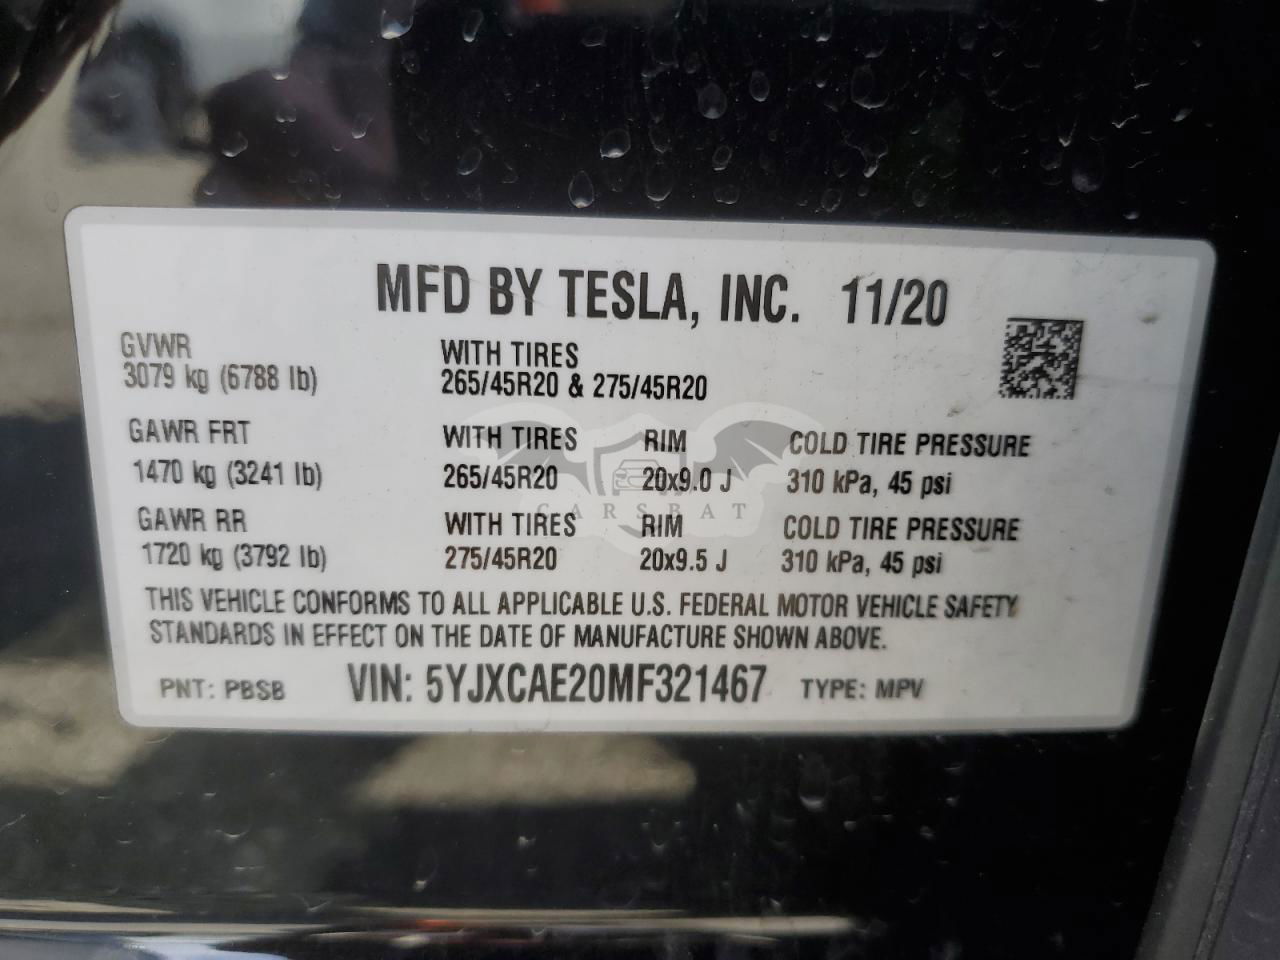 MFD BY TESLA, INC. 11/20
GVWR
3079 kg (6788 lb)
WITH TIRES
265/45R20 & 275/45R20
GAWR FRT WITH TIRES RIM COLD TIRE PRESSURE
1470 kg (3241 lb) 265/45R20 20x9.0 J 310 kPa, 45 psi
CARSBAT
GAWR RR WITH TIRES RIM COLD TIRE PRESSURE
1720 kg (3792 lb) 275/45R20 20x9.5 J 310 kPa, 45 psi
THIS VEHICLE CONFORMS TO ALL APPLICABLE U.S. FEDERAL MOTOR VEHICLE SAFETY
STANDARDS IN EFFECT ON THE DATE OF MANUFACTURE SHOWN ABOVE.
PNT: PBSB VIN: 5YJXCAE20MF321467 TYPE: MPV